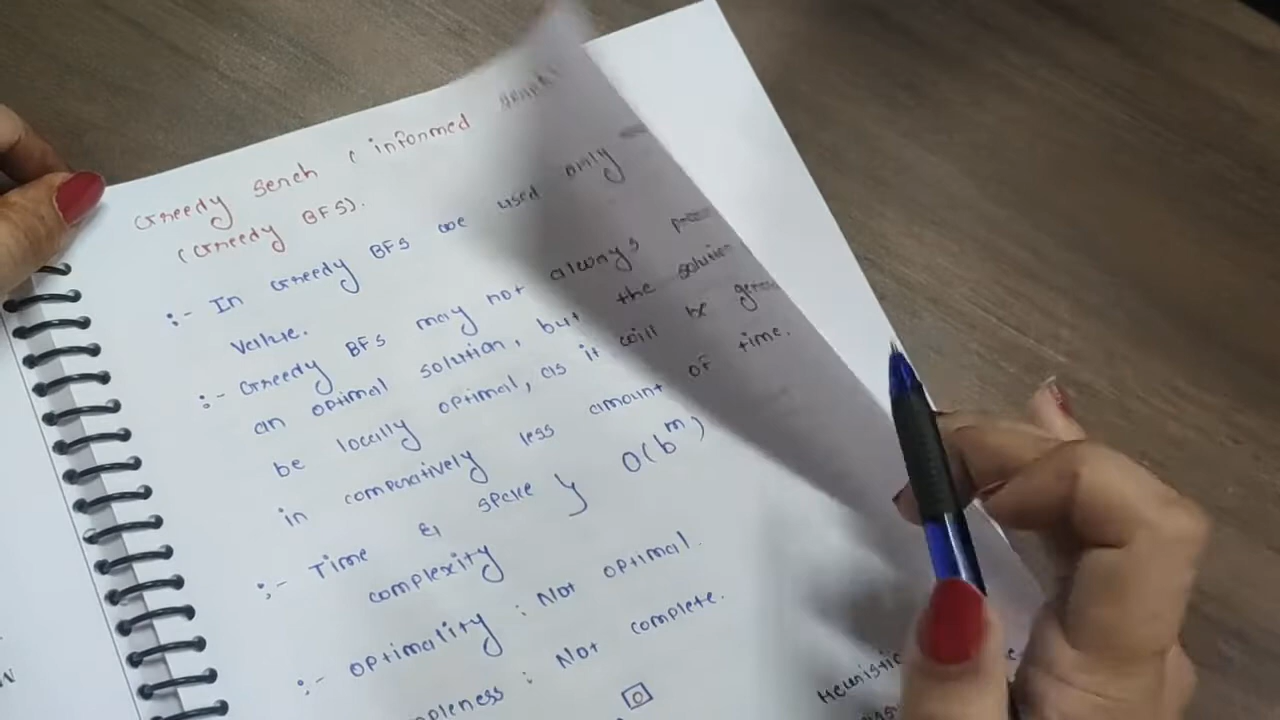 Greedy Serch ( informed graph
(Greedy BFS).
:- In Greedy BFS we used only
value.
:- Greedy BFS may not always
an optimal solution, but the solution
be locally optimal, as it will be
in comparatively less amount of time.
:- Time & space } O(b^m)
complexity
:- optimality : Not optimal.
pleness : Not complete.
Heuristic